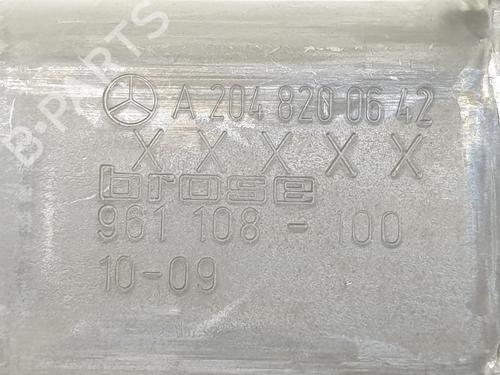 A 204 820 06 42
X X X X X
brose
961 108 - 100
10-09
B-PARTS